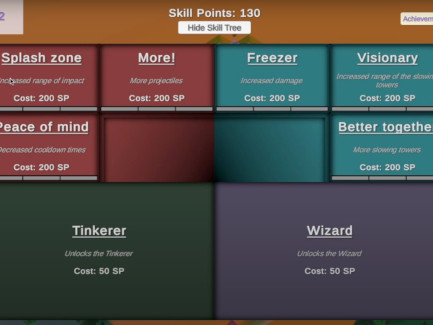 2
Skill Points: 130
Hide Skill Tree
Achievem
Splash zone
Increased range of impact
Cost: 200 SP
More!
More projectiles
Cost: 200 SP
Freezer
Increased damage
Cost: 200 SP
Visionary
Increased range of the slowing
towers
Cost: 200 SP
Peace of mind
Decreased cooldown times
Cost: 200 SP
Better together
More slowing towers
Cost: 200 SP
Tinkerer
Unlocks the Tinkerer
Cost: 50 SP
Wizard
Unlocks the Wizard
Cost: 50 SP